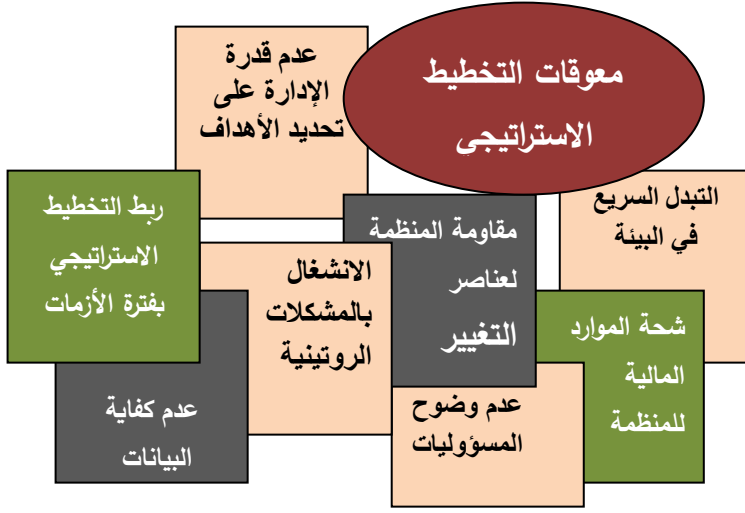 معوقات التخطيط
الاستراتيجي
عدم قدرة
الإدارة على
تحديد الأهداف
التبدل السريع
في البيئة
ربط التخطيط
الاستراتيجي
بفترة الأزمات
مقاومة المنظمة
لعناصر
التغيير
الانشغال
بالمشكلات
الروتينية
شحة الموارد
المالية
للمنظمة
عدم وضوح
المسؤوليات
عدم كفاية
البيانات